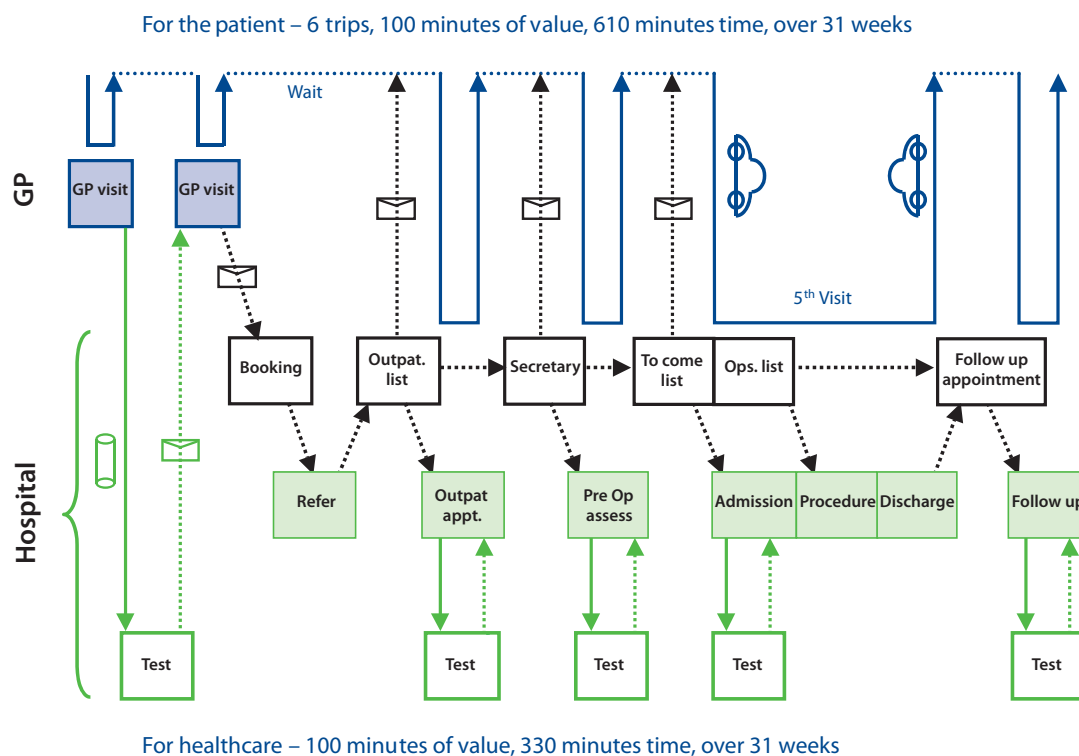 For the patient – 6 trips, 100 minutes of value, 610 minutes time, over 31 weeks
Wait
GP
GP visit
GP visit
5th Visit
Hospital
Booking
Outpat.
list
Secretary
To come
list
Ops. list
Follow up
appointment
Refer
Outpat
appt.
Pre Op
assess
Admission
Procedure
Discharge
Follow up
Test
Test
Test
Test
Test
For healthcare – 100 minutes of value, 330 minutes time, over 31 weeks